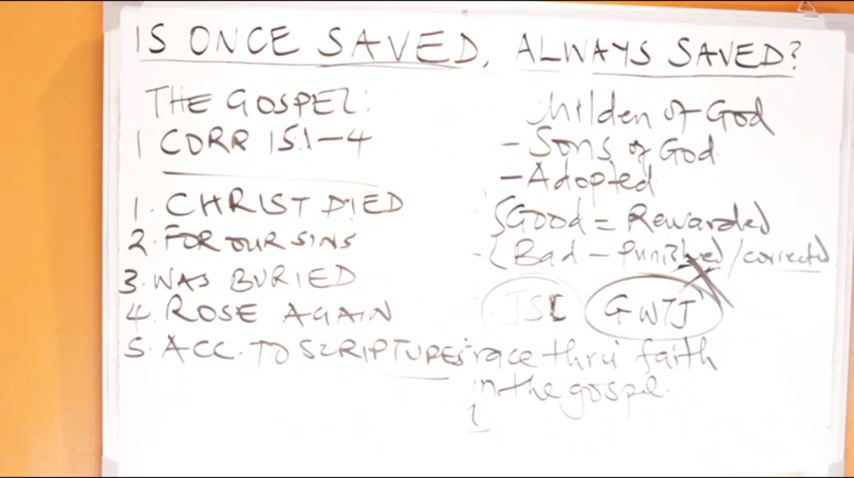 IS ONCE SAVED, ALWAYS SAVED?
THE GOSPEL:
1 CORR 15:1-4
1. CHRIST DIED
2. FOR OUR SINS
3. WAS BURIED
4. ROSE AGAIN
5. ACC. TO SCRIPTURES
hilden of God
- Sons of God
- Adopted
{Good = Rewarded
-{Bad - Punished/corrected
JSC GWTJ
race thru faith
in the gospel.